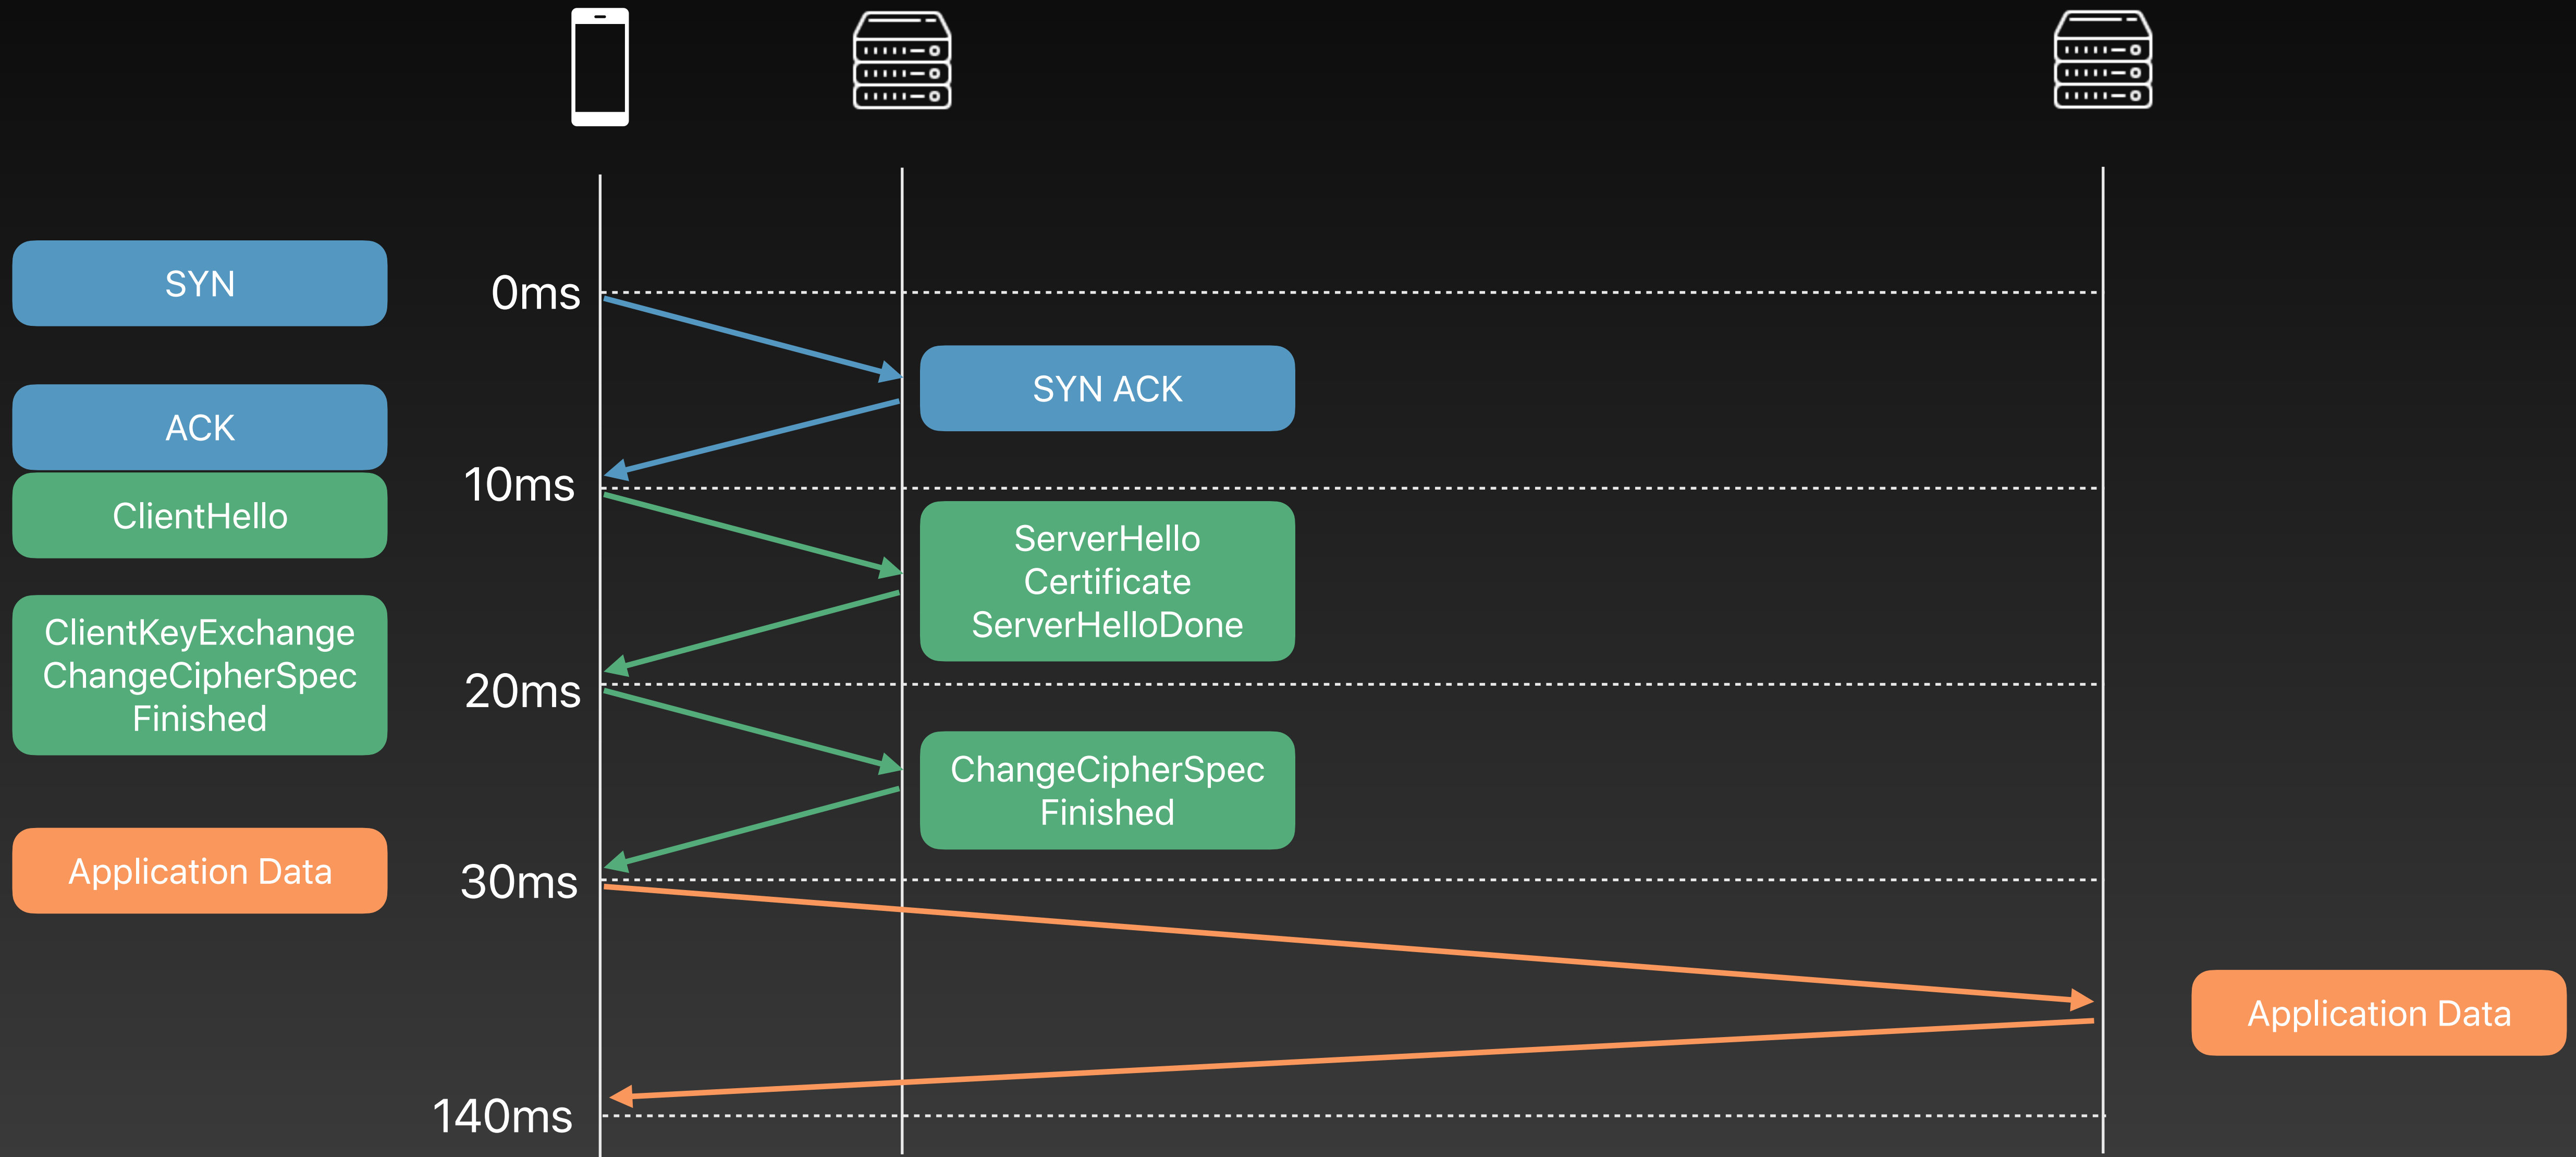 SYN
0ms
SYN ACK
ACK
10ms
ClientHello
ServerHello
Certificate
ServerHelloDone
ClientKeyExchange
ChangeCipherSpec
Finished
20ms
ChangeCipherSpec
Finished
Application Data
30ms
Application Data
140ms